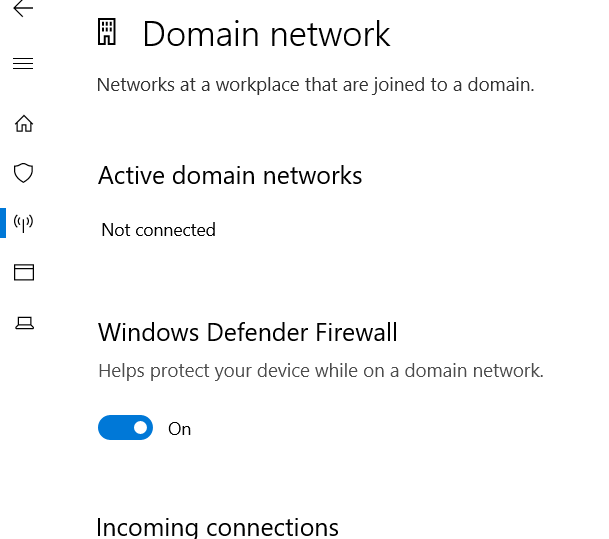 Domain network
Networks at a workplace that are joined to a domain.
Active domain networks
Not connected
Windows Defender Firewall
Helps protect your device while on a domain network.
On
Incoming connections